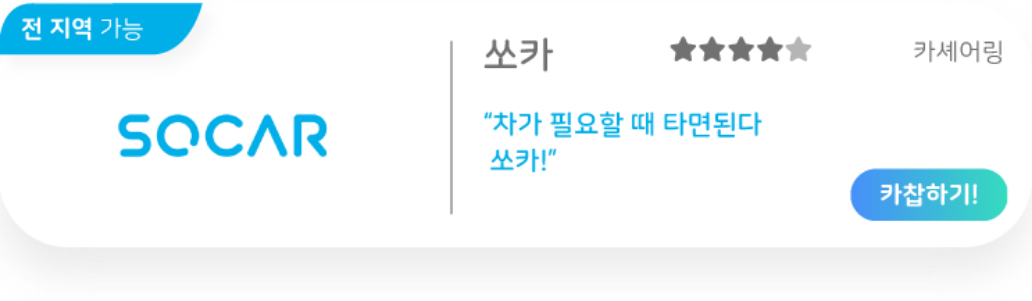 전 지역 가능
SOCAR
쏘카
카셰어링
“차가 필요할 때 타면된다
쏘카!”
카찹하기!